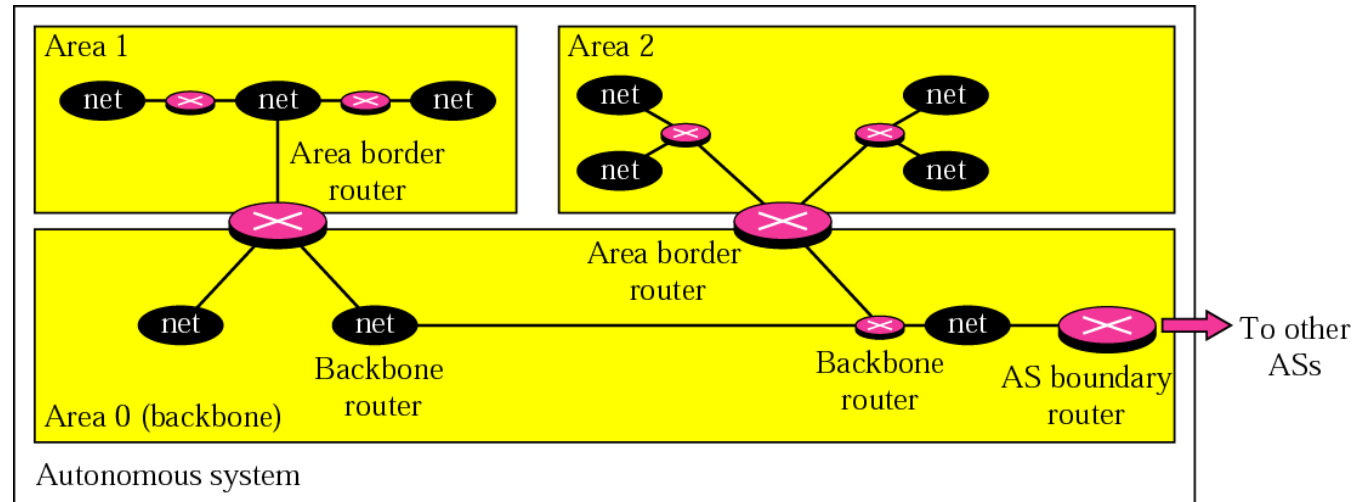 Area 1
net
net
net
Area border
router
Area 2
net
net
net
net
Area border
router
net
net
Backbone
router
Backbone
router
net
AS boundary
router
To other
ASs
Area 0 (backbone)
Autonomous system